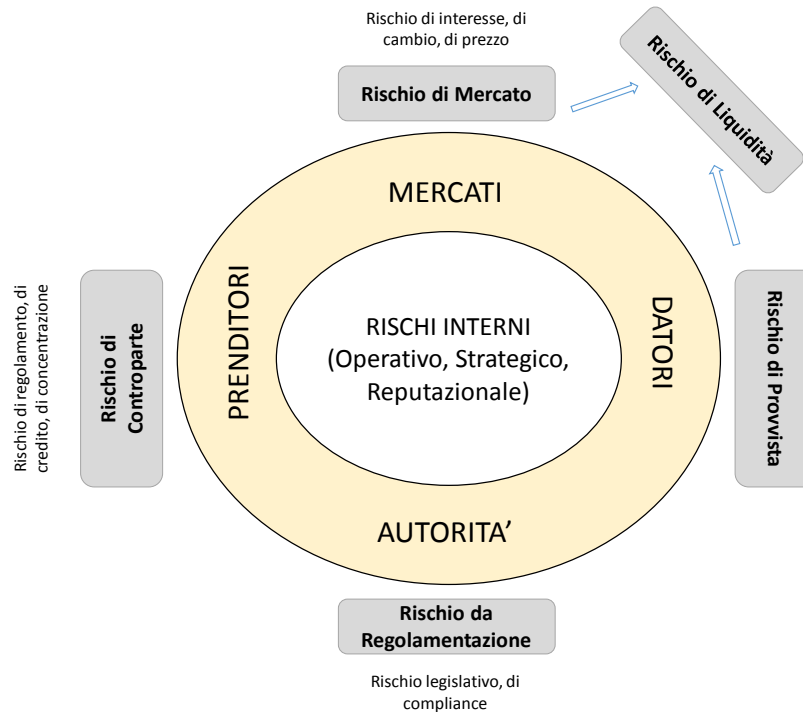 Rischio di interesse, di
cambio, di prezzo
Rischio di Mercato
Rischio di Liquidità
MERCATI
Rischio di regolamento, di
credito, di concentrazione
Rischio di
Controparte
PRENDITORI
RISCHI INTERNI
(Operativo, Strategico,
Reputazionale)
DATORI
Rischio di Provvista
AUTORITA’
Rischio da
Regolamentazione
Rischio legislativo, di
compliance